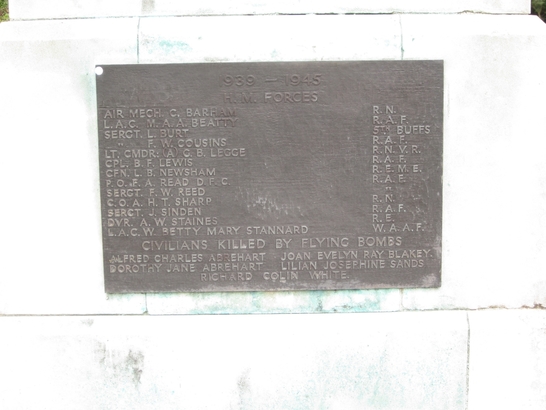 939 - 1945
H. M. FORCES
AIR MECH. C. BARHAM R. N.
L. A. C. M. A. A. BEATTY R. A. F.
SERGT. L. BURT 5TH BUFFS
" F. W. COUSINS R. A. F.
LT. CMDR. (A) C. B. LEGGE R. N. V. R.
CPL. B. F. LEWIS R. A. F.
CFN. L. B. NEWSHAM R. E. M. E.
P. O. F. A. READ D. F. C. R. A. F.
SERGT. F. W. REED "
C. O. A. H. T. SHARP R. N.
SERGT. J. SINDEN R. A. F.
DVR. A. W. STAINES R. E.
L. A. C. W. BETTY MARY STANNARD W. A. A. F.
CIVILIANS KILLED BY FLYING BOMBS
ALFRED CHARLES ABREHART JOAN EVELYN RAY BLAKEY.
DOROTHY JANE ABREHART LILIAN JOSEPHINE SANDS
RICHARD COLIN WHITE